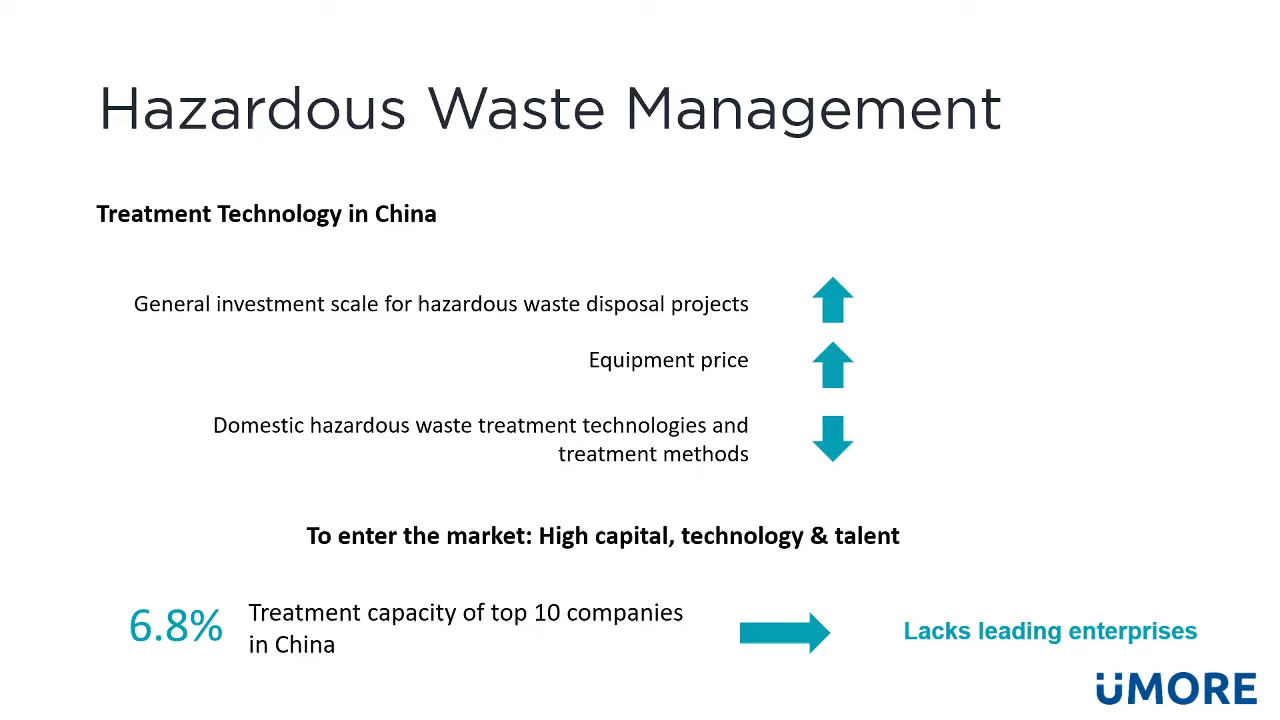 Hazardous Waste Management
Treatment Technology in China
General investment scale for hazardous waste disposal projects
Equipment price
Domestic hazardous waste treatment technologies and
treatment methods
To enter the market: High capital, technology & talent
6.8%
Treatment capacity of top 10 companies
in China
Lacks leading enterprises
ÜMORE